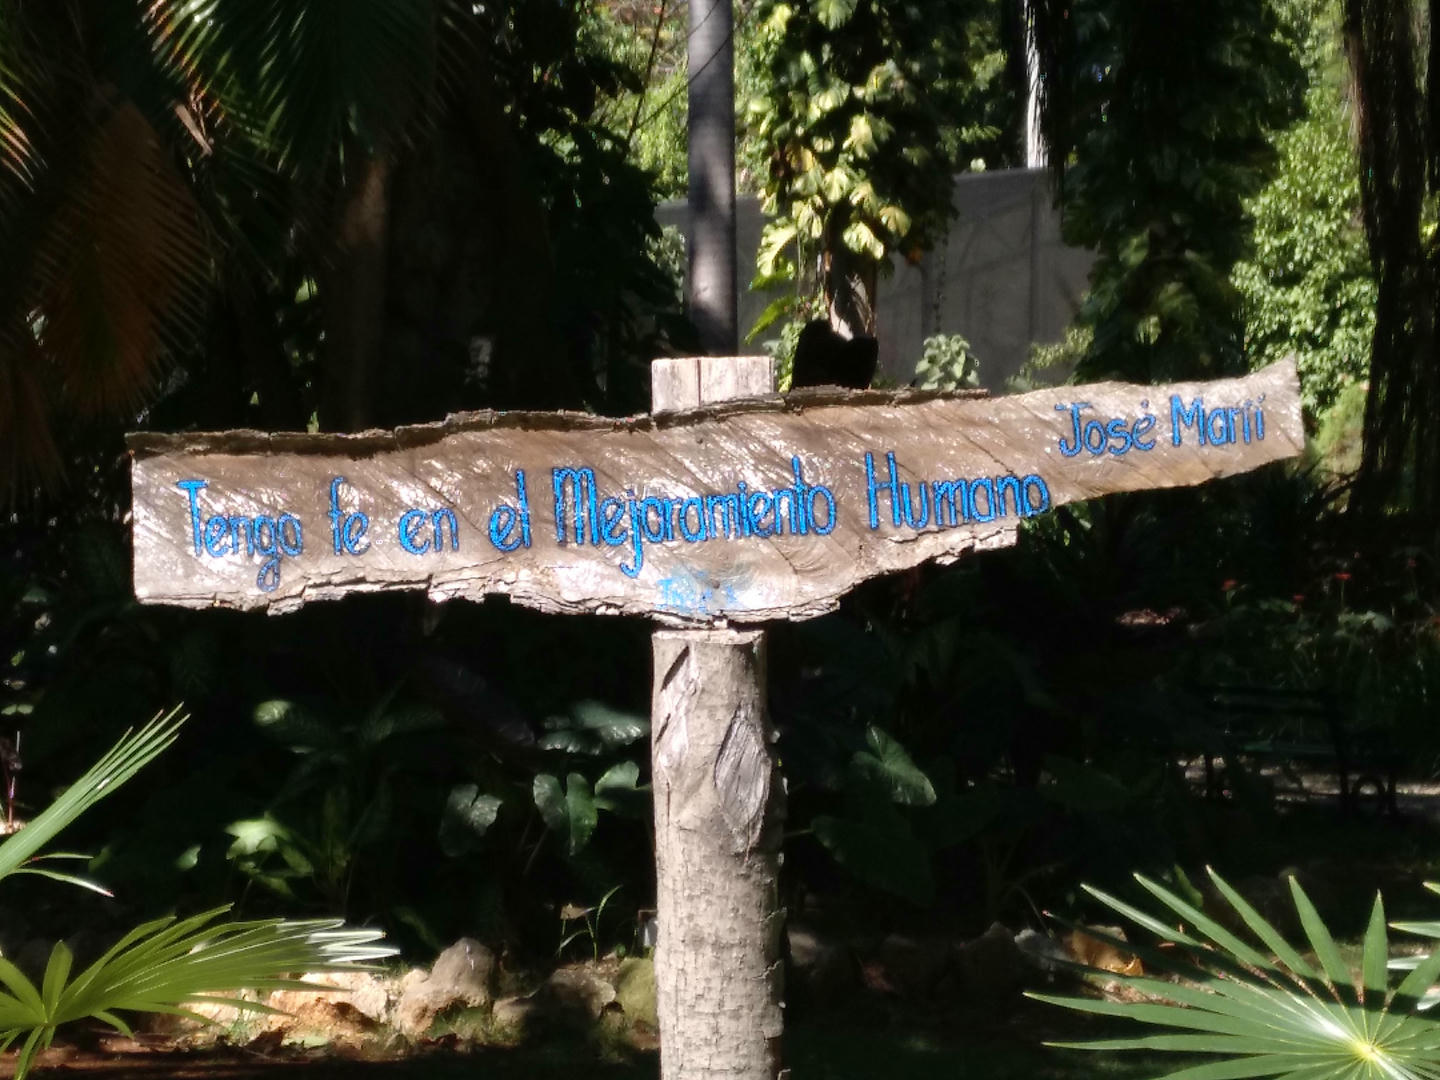 José Martí
Tengo fe en el Mejoramiento Humano